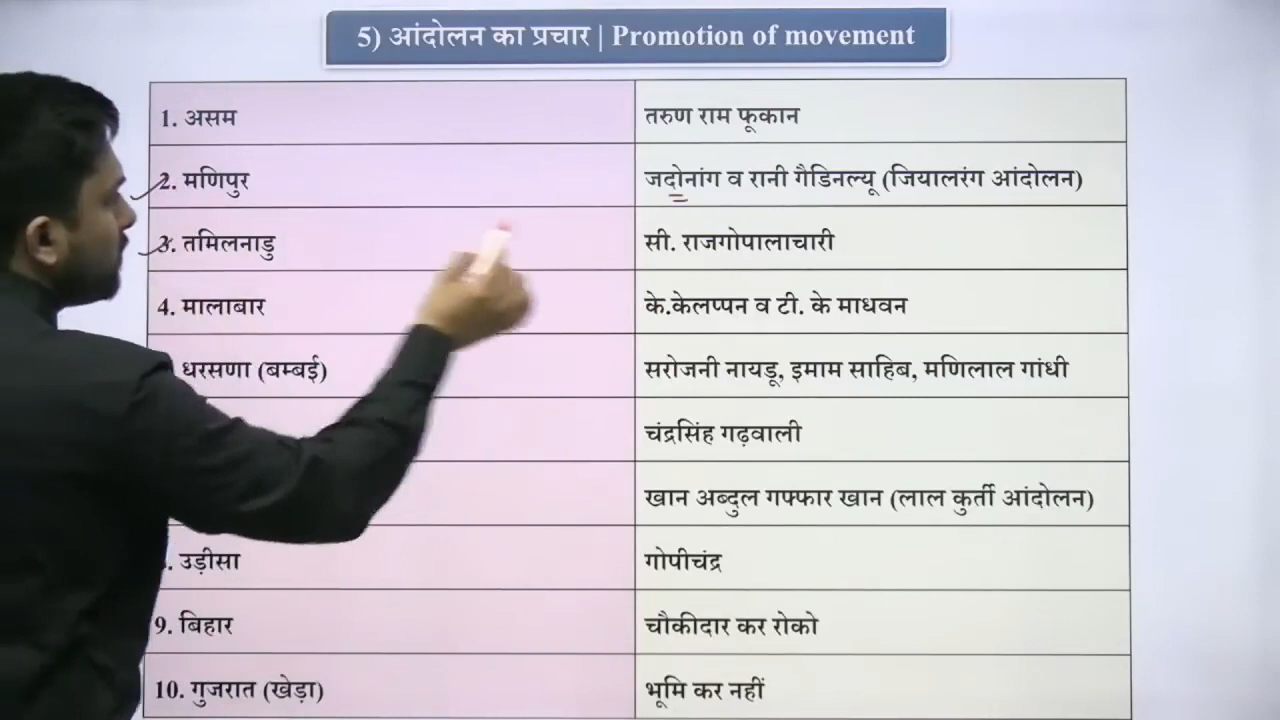 5) आंदोलन का प्रचार | Promotion of movement
1. असम तरुण राम फूकान
2. मणिपुर जदोनांग व रानी गैडिनल्यू (जियालरंग आंदोलन)
3. तमिलनाडु सी. राजगोपालाचारी
4. मालाबार के.केलप्पन व टी. के माधवन
धरसणा (बम्बई) सरोजनी नायडू, इमाम साहिब, मणिलाल गांधी
चंद्रसिंह गढ़वाली
खान अब्दुल गफ्फार खान (लाल कुर्ती आंदोलन)
उड़ीसा गोपीचंद्र
9. बिहार चौकीदार कर रोको
10. गुजरात (खेड़ा) भूमि कर नहीं